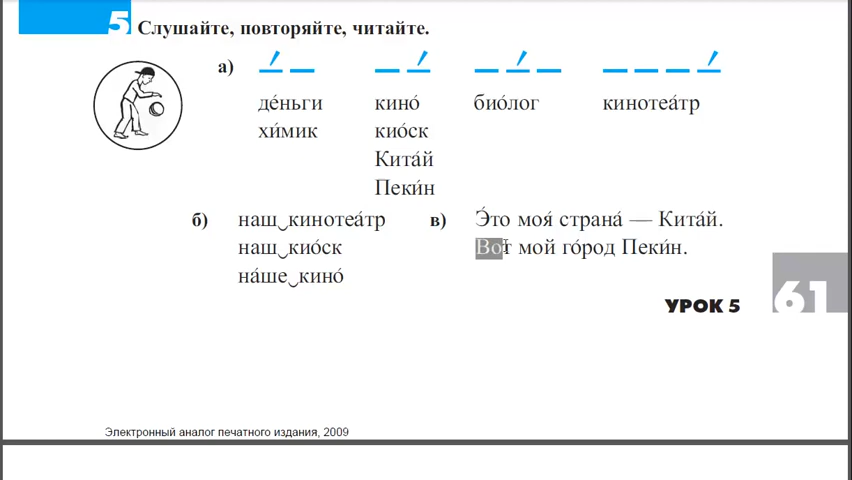 5 Слушайте, повторяйте, читайте.
а)
де́ньги кино́ био́лог кинотеа́тр
хи́мик кио́ск
Кита́й
Пеки́н
б) наш‿кинотеа́тр
наш‿кио́ск
на́ше‿кино́
в) Э́то моя́ страна́ — Кита́й.
Вот мой го́род Пеки́н.
61
УРОК 5
Электронный аналог печатного издания, 2009